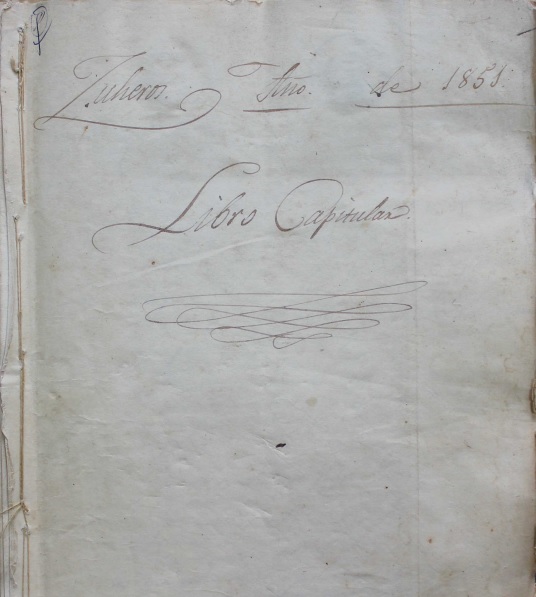 Zuheros. Año. de 1851.
Libro Capitular.